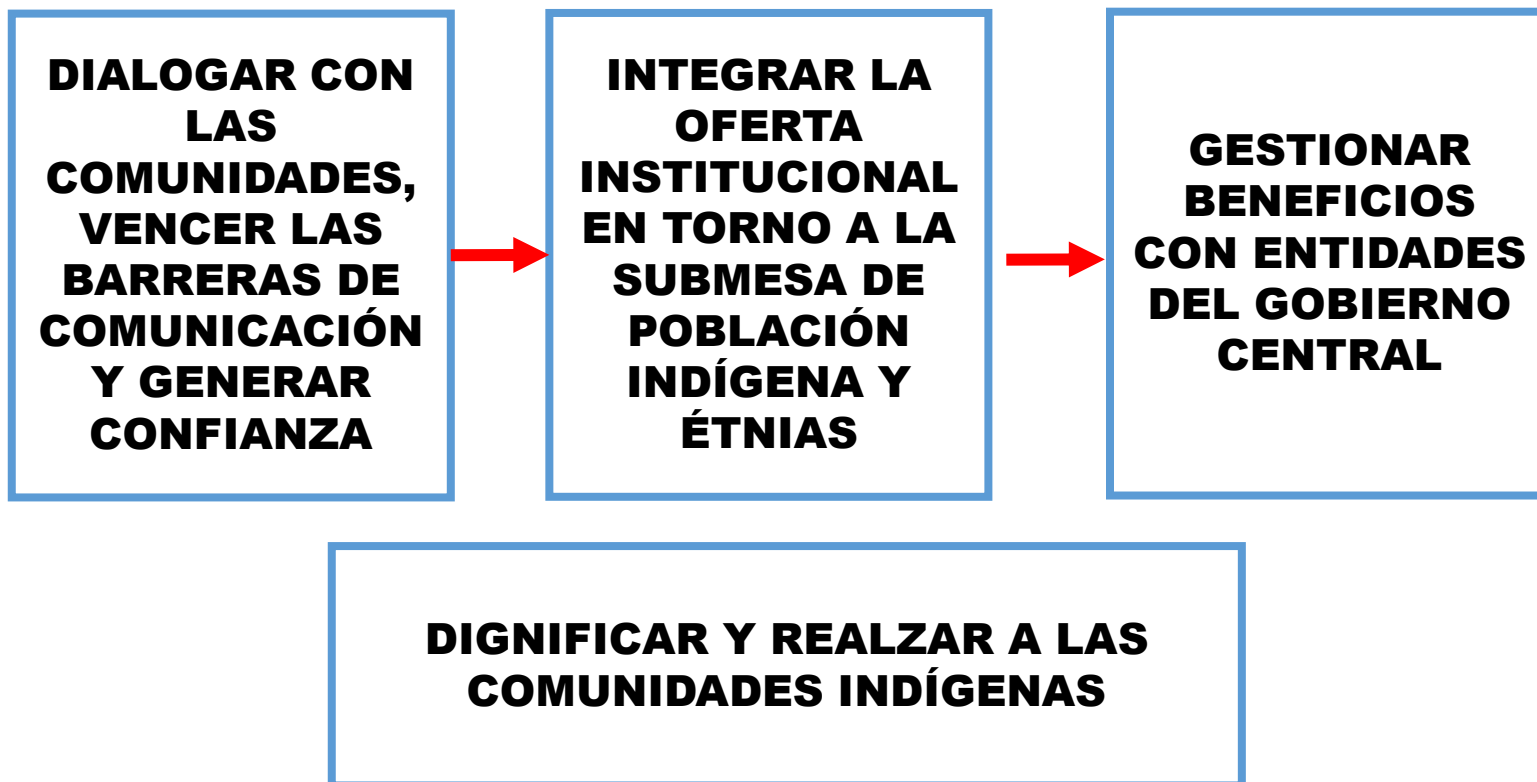 DIALOGAR CON
LAS
COMUNIDADES,
VENCER LAS
BARRERAS DE
COMUNICACIÓN
Y GENERAR
CONFIANZA
INTEGRAR LA
OFERTA
INSTITUCIONAL
EN TORNO A LA
SUBMESA DE
POBLACIÓN
INDÍGENA Y
ÉTNIAS
GESTIONAR
BENEFICIOS
CON ENTIDADES
DEL GOBIERNO
CENTRAL
DIGNIFICAR Y REALZAR A LAS
COMUNIDADES INDÍGENAS